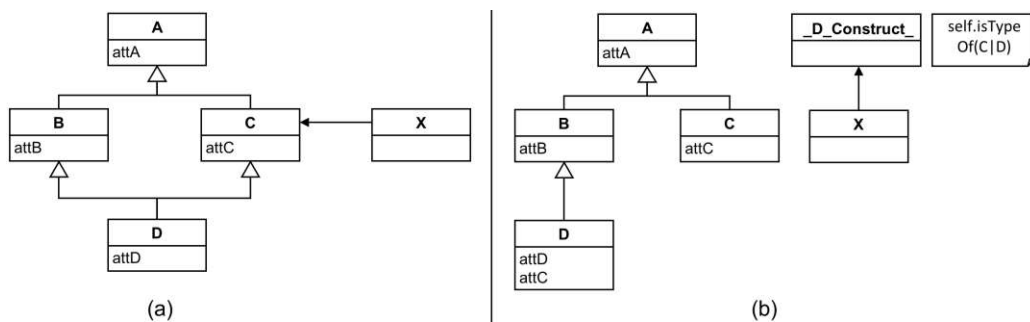 A
attA
B
attB
C
attC
X
D
attD
(a)
A
attA
_D_Construct_
self.isType
Of(C|D)
B
attB
C
attC
X
D
attD
attC
(b)